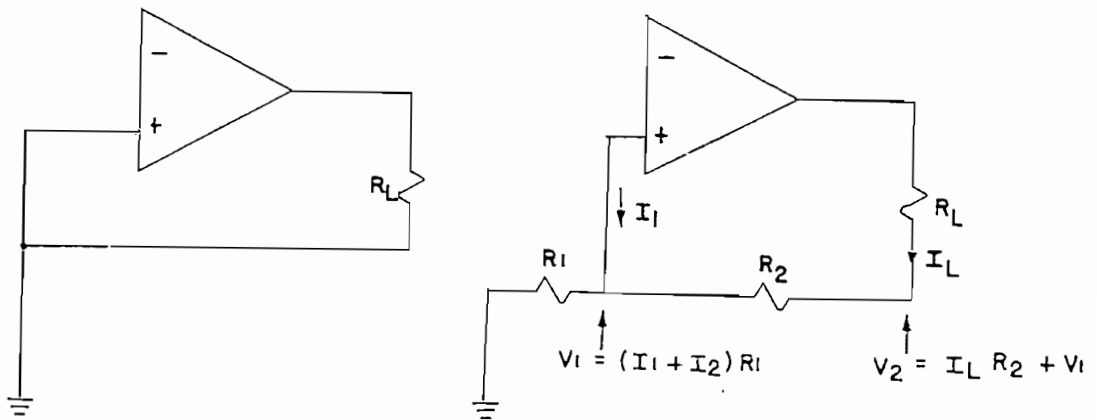 −
+
RL
−
+
I1
RL
IL
R1
R2
V1 = (I1 + I2) R1
V2 = IL R2 + V1